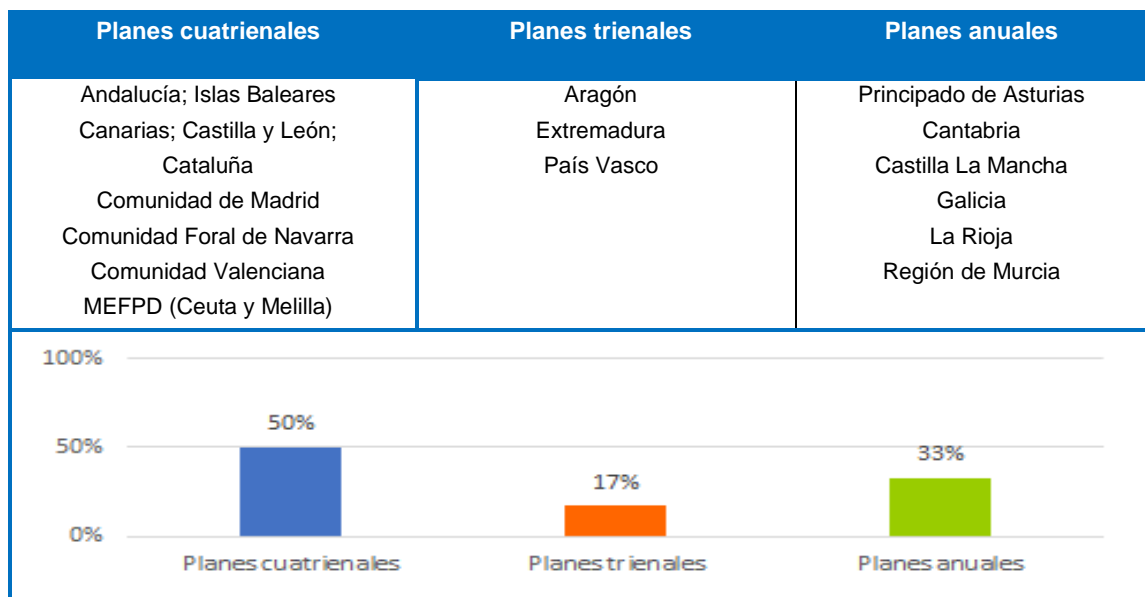 Planes cuatrienales
Planes trienales
Planes anuales
Andalucía; Islas Baleares
Canarias; Castilla y León;
Cataluña
Comunidad de Madrid
Comunidad Foral de Navarra
Comunidad Valenciana
MEFPD (Ceuta y Melilla)
Aragón
Extremadura
País Vasco
Principado de Asturias
Cantabria
Castilla La Mancha
Galicia
La Rioja
Región de Murcia
100%
50%
0%
50%
17%
33%
Planes cuatrienales
Planes trienales
Planes anuales